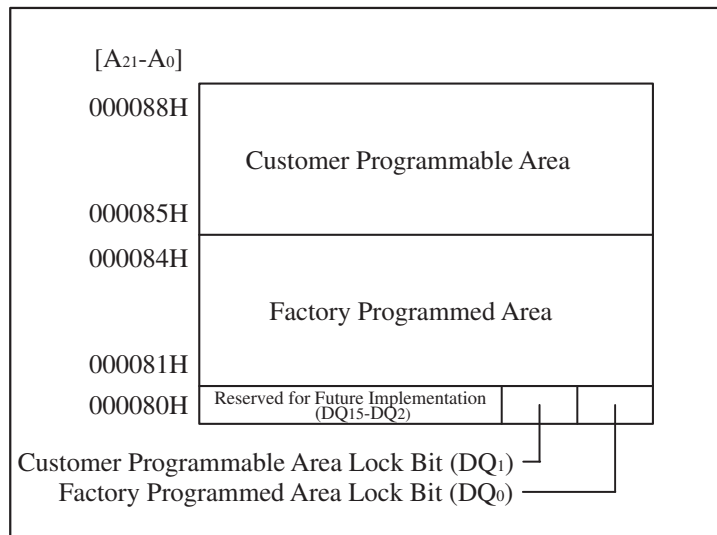 [A21-A0]
000088H
Customer Programmable Area
000085H
000084H
Factory Programmed Area
000081H
000080H
Reserved for Future Implementation
(DQ15-DQ2)
Customer Programmable Area Lock Bit (DQ1)
Factory Programmed Area Lock Bit (DQ0)